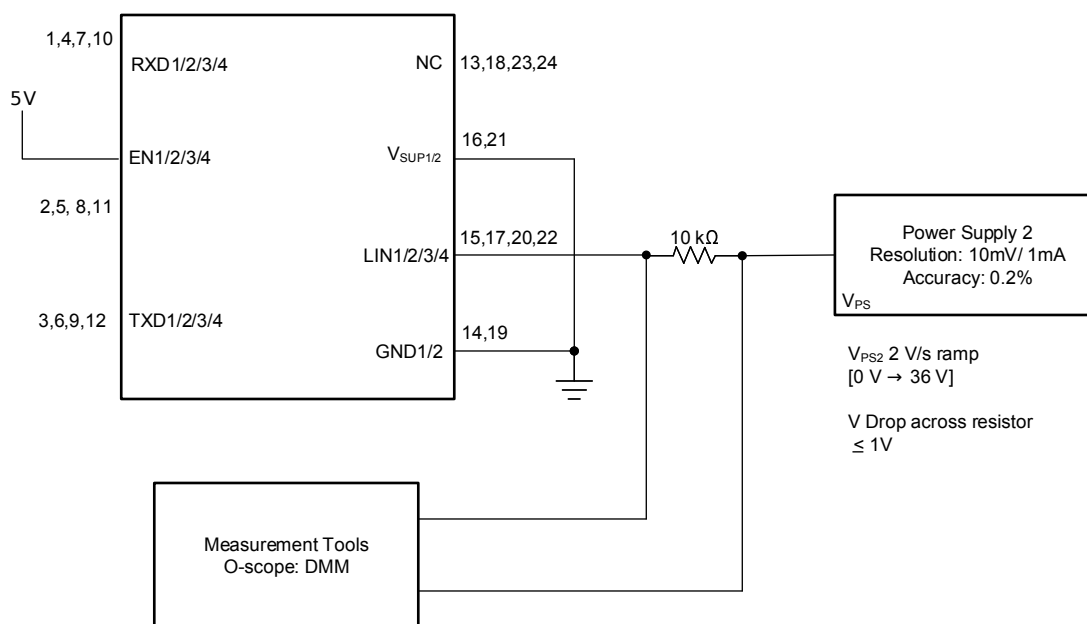 1,4,7,10
RXD1/2/3/4
NC
13,18,23,24
5V
EN1/2/3/4
VSUP1/2
16,21
2,5, 8,11
LIN1/2/3/4
15,17,20,22
10 kΩ
Power Supply 2
Resolution: 10mV/ 1mA
Accuracy: 0.2%
VPS
3,6,9,12
TXD1/2/3/4
GND1/2
14,19
VPS2 2 V/s ramp
[0 V → 36 V]
V Drop across resistor
≤ 1V
Measurement Tools
O-scope: DMM